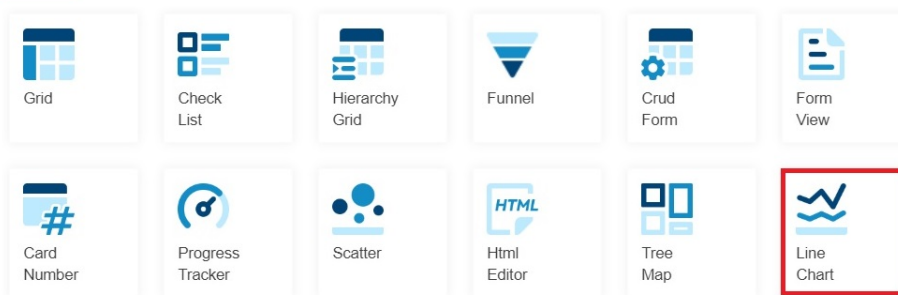 Grid
Check
List
Hierarchy
Grid
Funnel
Crud
Form
Form
View
Card
Number
Progress
Tracker
Scatter
HTML
Html
Editor
Tree
Map
Line
Chart